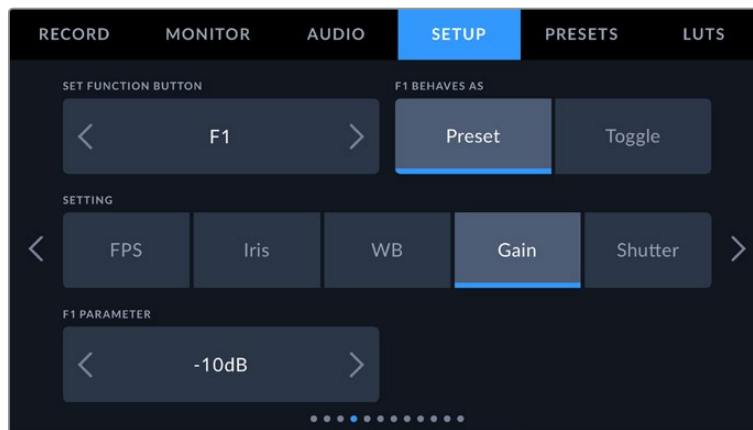 RECORD MONITOR AUDIO SETUP PRESETS LUTS
SET FUNCTION BUTTON F1 BEHAVES AS
F1 Preset Toggle
SETTING
FPS Iris WB Gain Shutter
F1 PARAMETER
-10dB